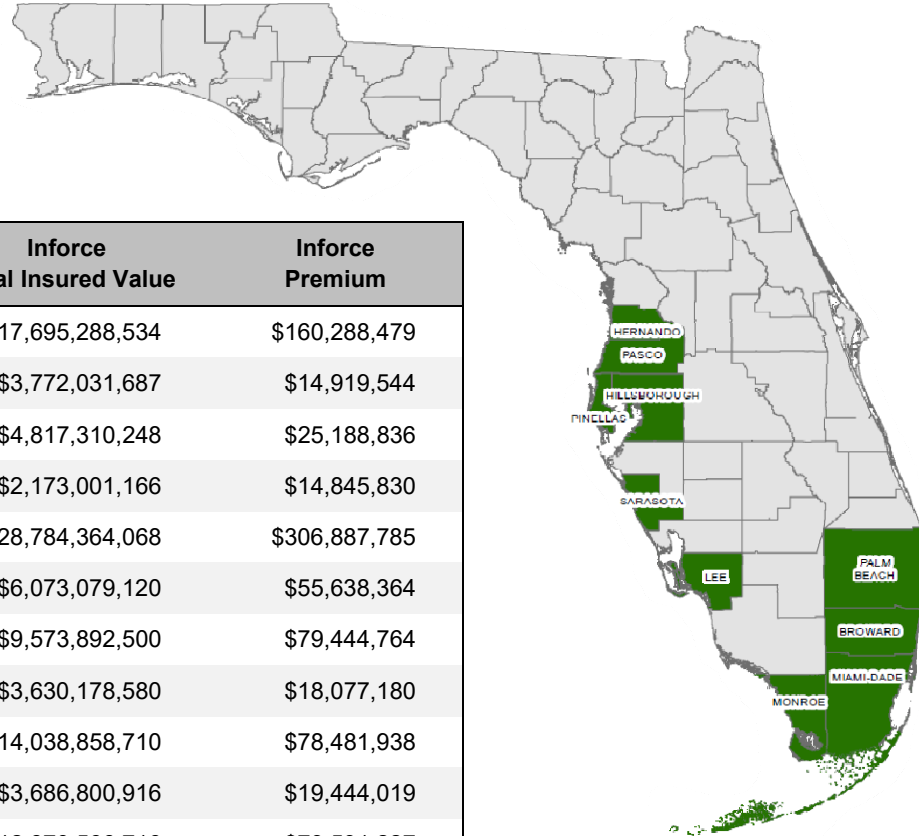 Inforce Inforce
al Insured Value Premium
17,695,288,534 $160,288,479
$3,772,031,687 $14,919,544
$4,817,310,248 $25,188,836
$2,173,001,166 $14,845,830
28,784,364,068 $306,887,785
$6,073,079,120 $55,638,364
$9,573,892,500 $79,444,764
$3,630,178,580 $18,077,180
14,038,858,710 $78,481,938
$3,686,800,916 $19,444,019
HERNANDO
PASCO
HILLSBOROUGH
PINELLAS
SARASOTA
LEE
PALM
BEACH
BROWARD
MIAMI-DADE
MONROE